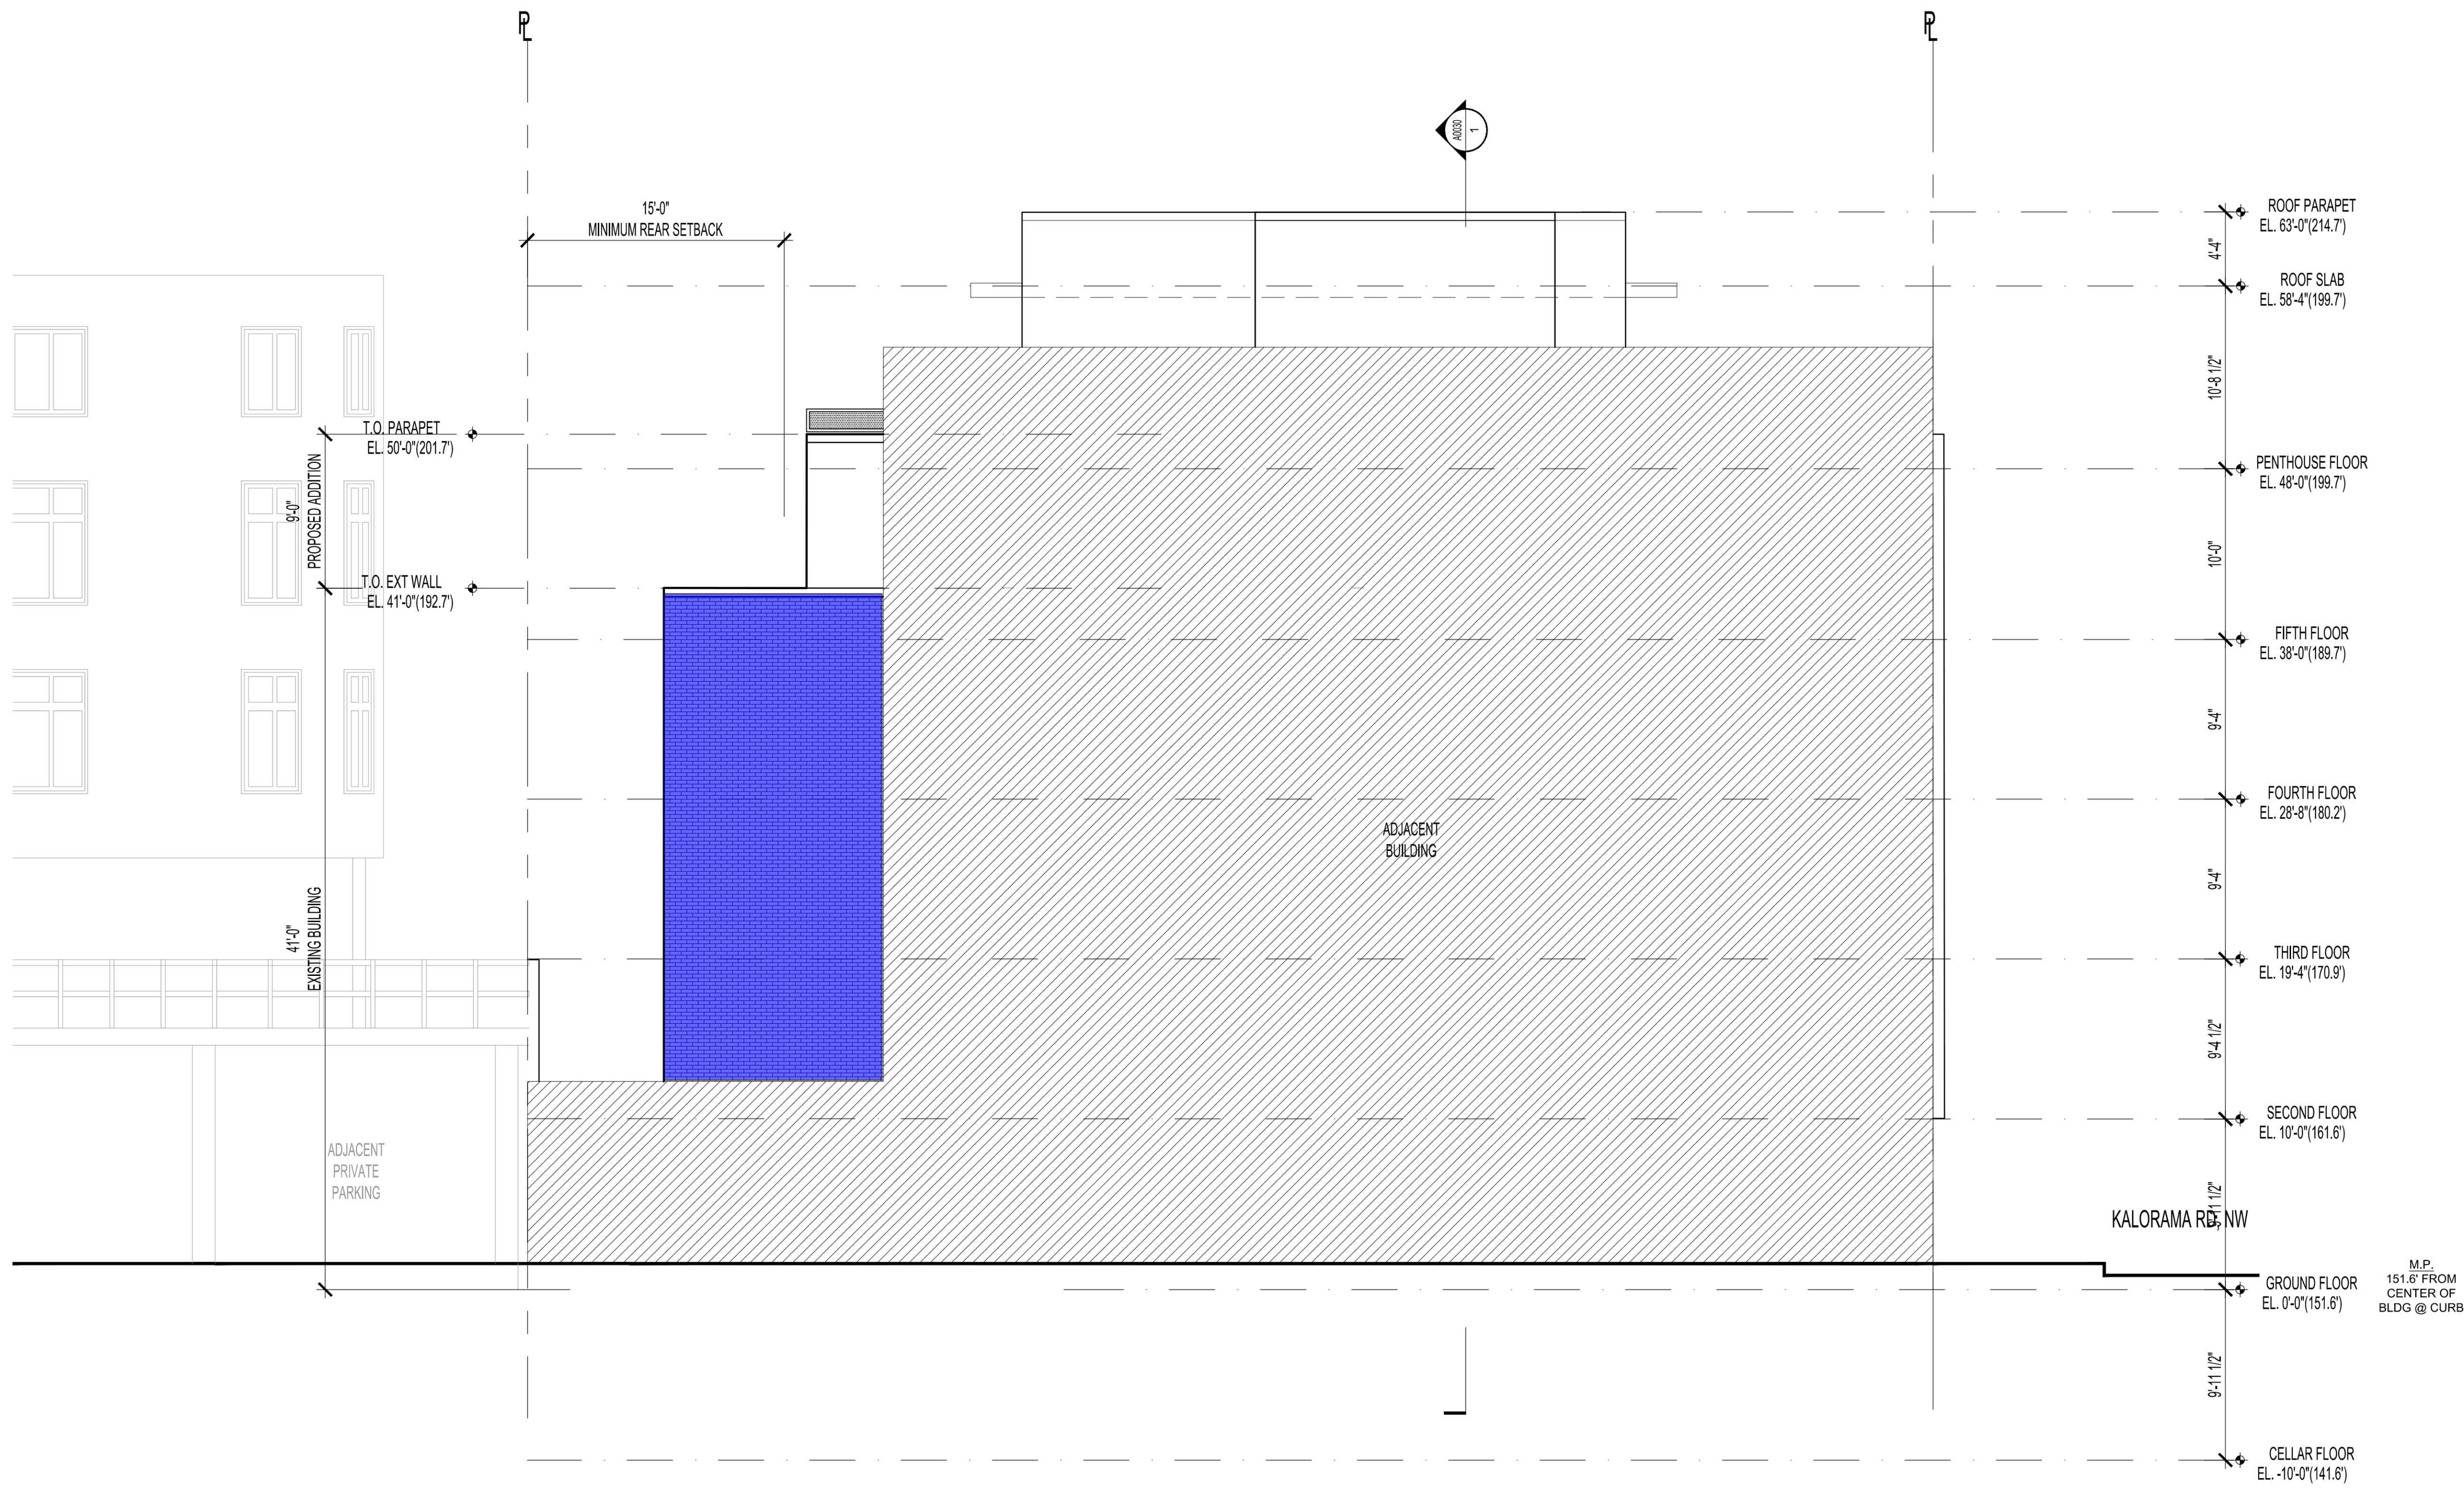 PL
PL
A0030
1
15'-0"
MINIMUM REAR SETBACK
ROOF PARAPET
EL. 63'-0"(214.7')
4'-4"
ROOF SLAB
EL. 58'-4"(199.7')
10'-8 1/2"
T.O. PARAPET
EL. 50'-0"(201.7')
PENTHOUSE FLOOR
EL. 48'-0"(199.7')
9'-0"
PROPOSED ADDITION
10'-0"
T.O. EXT WALL
EL. 41'-0"(192.7')
FIFTH FLOOR
EL. 38'-0"(189.7')
9'-4"
FOURTH FLOOR
EL. 28'-8"(180.2')
ADJACENT
BUILDING
9'-4"
41'-0"
EXISTING BUILDING
THIRD FLOOR
EL. 19'-4"(170.9')
9'-4 1/2"
SECOND FLOOR
EL. 10'-0"(161.6')
ADJACENT
PRIVATE
PARKING
9'-11 1/2"
KALORAMA RD, NW
M.P.
151.6' FROM
CENTER OF
BLDG @ CURB
GROUND FLOOR
EL. 0'-0"(151.6')
9'-11 1/2"
CELLAR FLOOR
EL. -10'-0"(141.6')